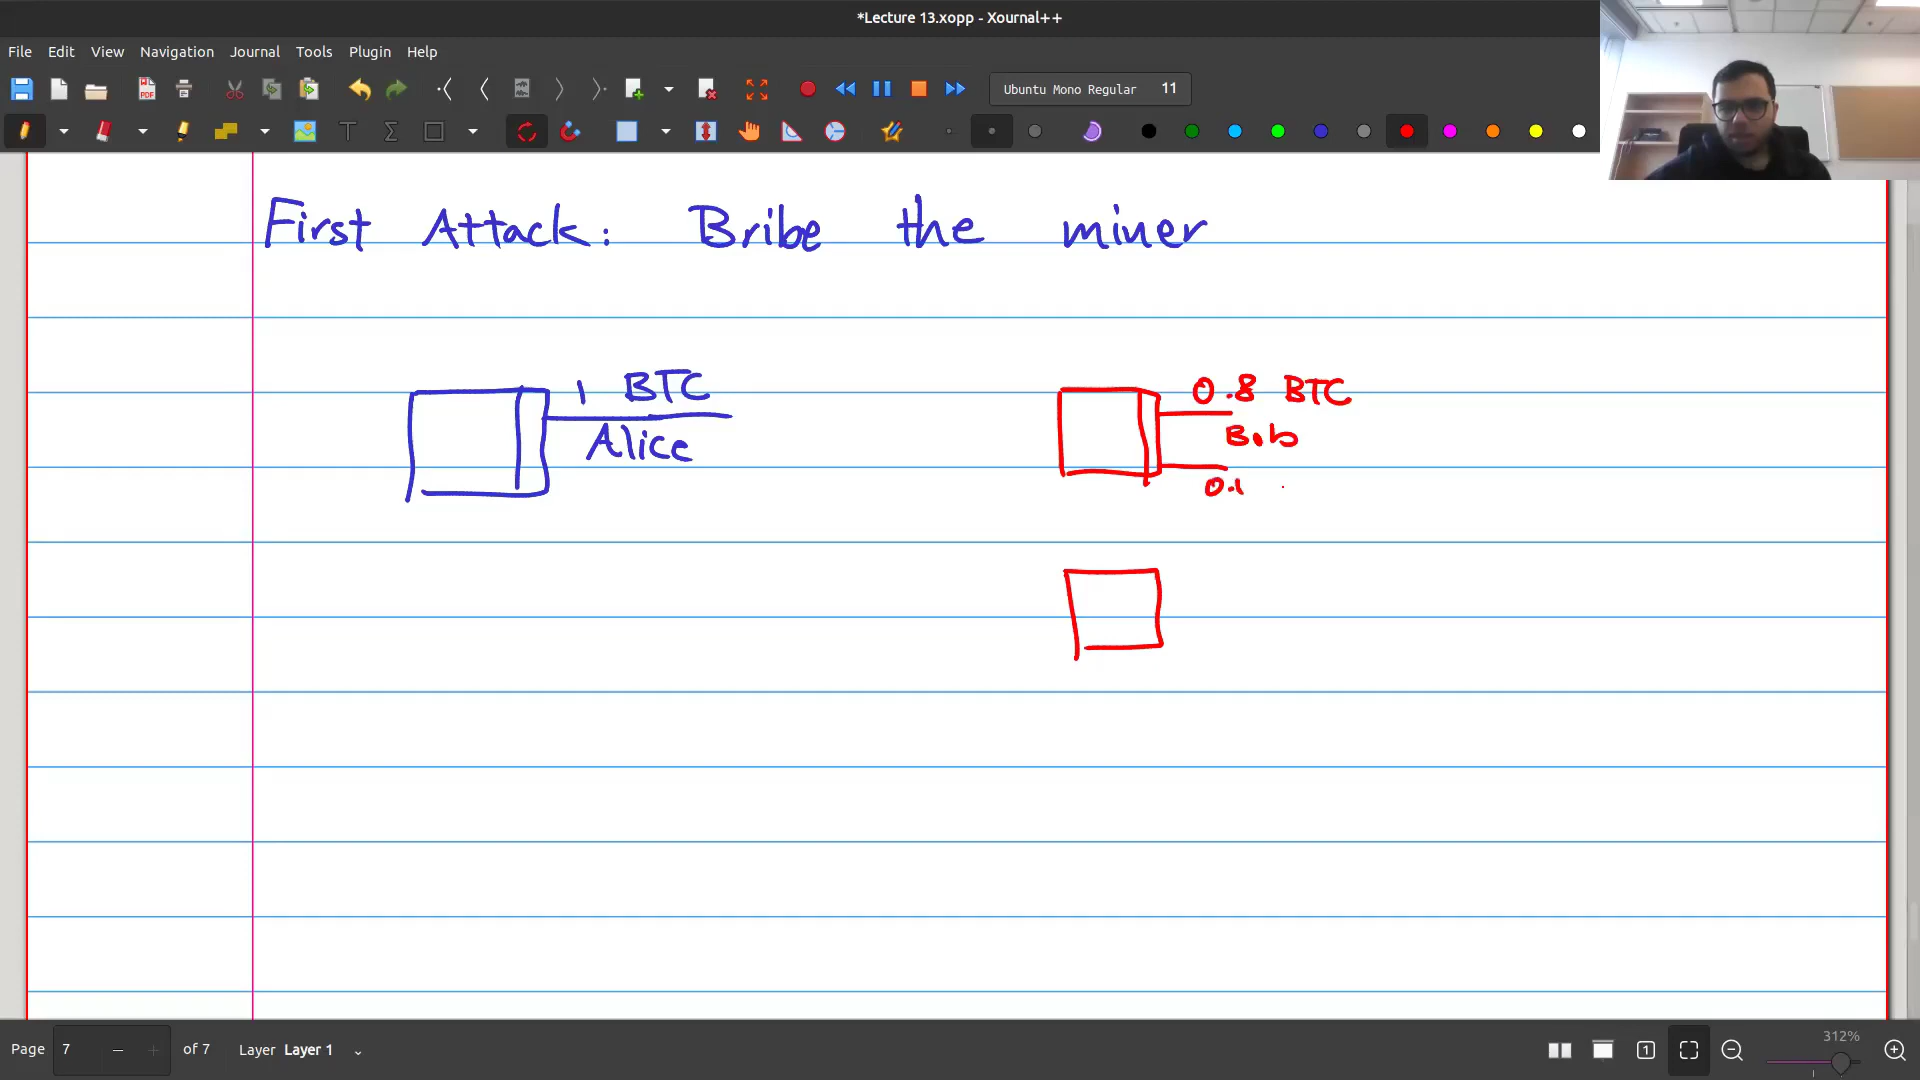 *Lecture 13.xopp - Xournal++
File Edit View Navigation Journal Tools Plugin Help
PDF
Ubuntu Mono Regular 11
First Attack: Bribe the miner
1 BTC
Alice
0.8 BTC
Bob
0.1
Page 7 of 7 Layer Layer 1
1
312%